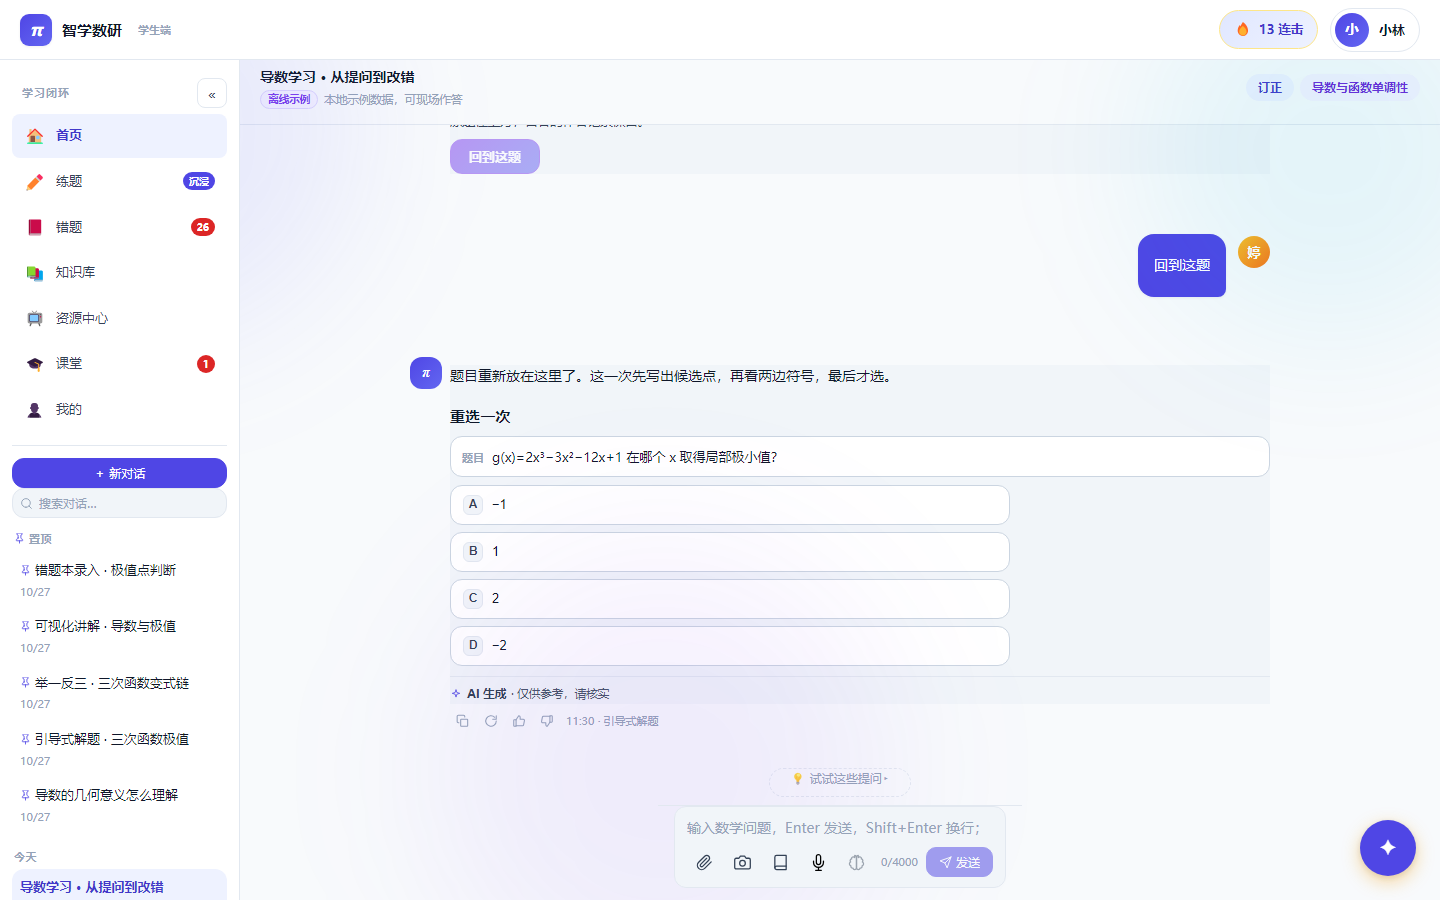 π 智学数研 学生端
13 连击
小 小林
学习闭环
«
首页
练题 沉浸
错题 26
知识库
资源中心
课堂 1
我的
+ 新对话
搜索对话...
置顶
错题本录入 · 极值点判断
10/27
可视化讲解 · 导数与极值
10/27
举一反三 · 三次函数变式链
10/27
引导式解题 · 三次函数极值
10/27
导数的几何意义怎么理解
10/27
今天
导数学习 • 从提问到改错
导数学习 • 从提问到改错
离线示例 本地示例数据，可现场作答
订正
导数与函数单调性
回到这题
回到这题
婷
π
题目重新放在这里了。这一次先写出候选点，再看两边符号，最后才选。
重选一次
题目 g(x)=2x³−3x²−12x+1 在哪个 x 取得局部极小值？
A −1
B 1
C 2
D −2
AI 生成 · 仅供参考，请核实
11:30 · 引导式解题
试试这些提问
输入数学问题，Enter 发送，Shift+Enter 换行；
0/4000
发送